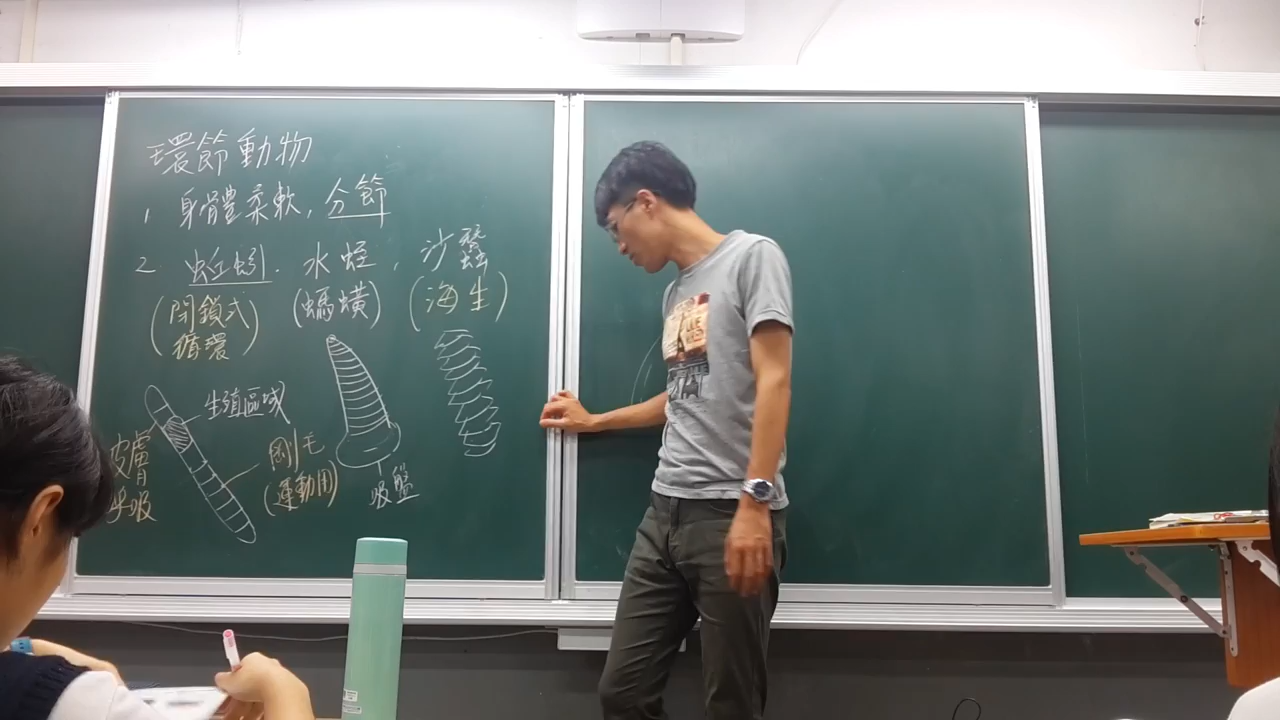 環節動物
1. 身體柔軟,分節
2. 蚯蚓.水蛭,沙蠶
(閉鎖式循環) (螞蟥) (海生)
生殖區域
皮膚呼吸
剛毛(運動用)
吸盤